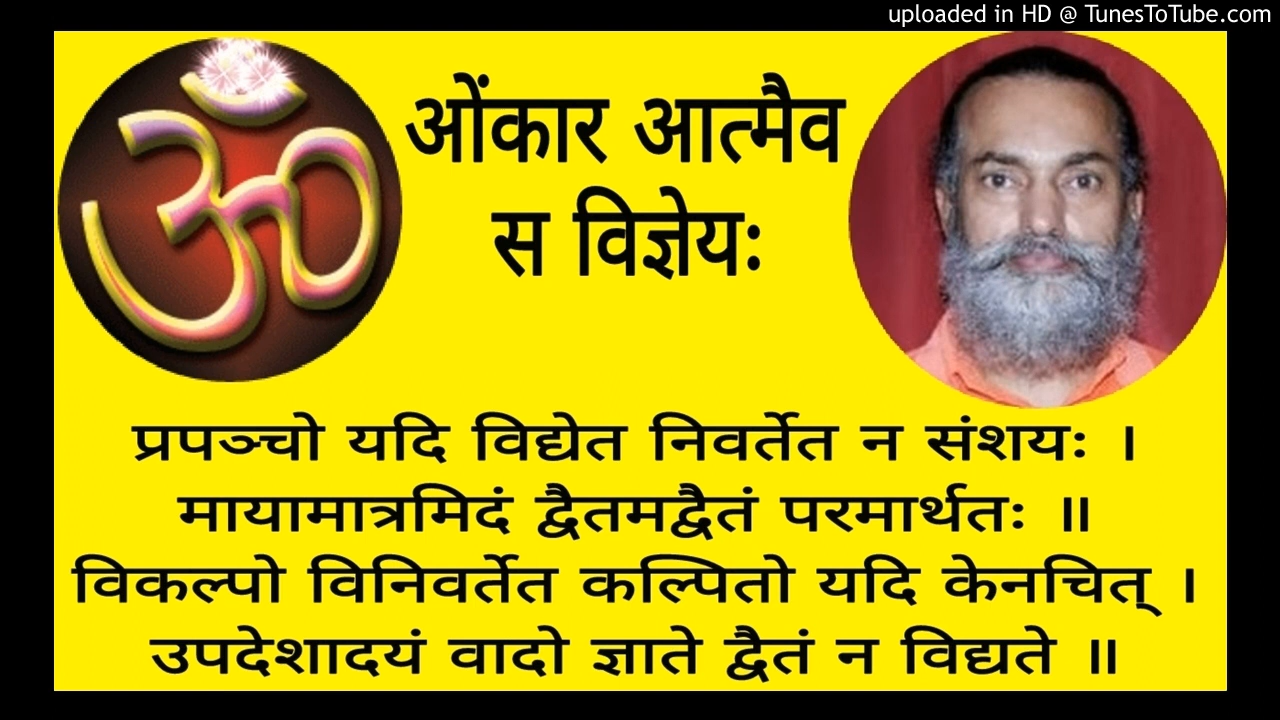 uploaded in HD @ TunesToTube.com
ॐ
ओंकार आत्मैव
स विज्ञेयः
प्रपञ्चो यदि विद्येत निवर्तेत न संशयः ।
मायामात्रमिदं द्वैतमद्वैतं परमार्थतः ॥
विकल्पो विनिवर्तेत कल्पितो यदि केनचित् ।
उपदेशादयं वादो ज्ञाते द्वैतं न विद्यते ॥